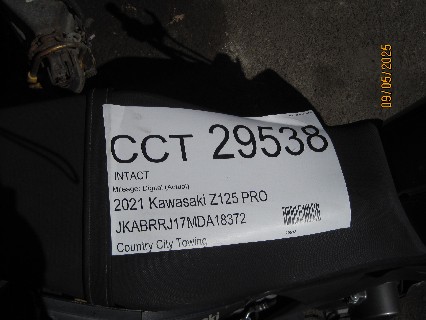 CCT 29538
INTACT
Mileage: Digital (Actual)
2021 Kawasaki Z125 PRO
JKABRRJ17MDA18372
Country City Towing
09/05/2025